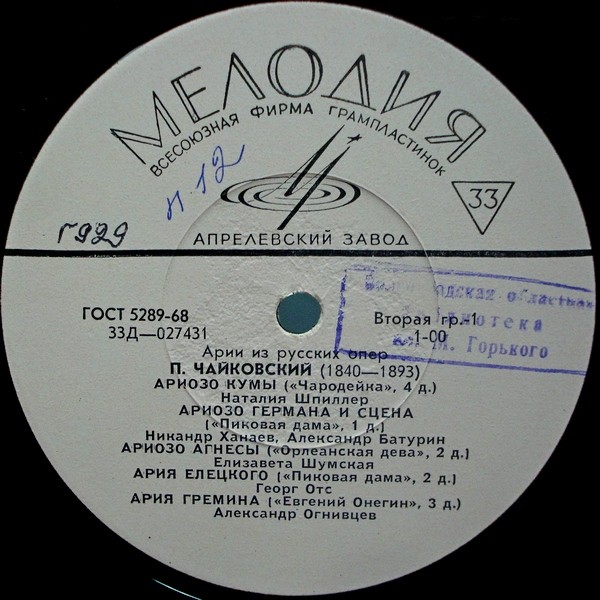 МЕЛОДИЯ
ВСЕСОЮЗНАЯ ФИРМА ГРАМПЛАСТИНОК
п 12
33
Г929
АПРЕЛЕВСКИЙ ЗАВОД
ГОСТ 5289-68
33Д—027431
Вторая гр.-1
1-00
областная
библиотека
М. Горького
Арии из русских опер
П. ЧАЙКОВСКИЙ (1840—1893)
АРИОЗО КУМЫ («Чародейка», 4 д.)
Наталия Шпиллер
АРИОЗО ГЕРМАНА И СЦЕНА
(«Пиковая дама», 1 д.)
Никандр Ханаев, Александр Батурин
АРИОЗО АГНЕСЫ («Орлеанская дева», 2 д.)
Елизавета Шумская
АРИЯ ЕЛЕЦКОГО («Пиковая дама», 2 д.)
Георг Отс
АРИЯ ГРЕМИНА («Евгений Онегин», 3 д.)
Александр Огнивцев